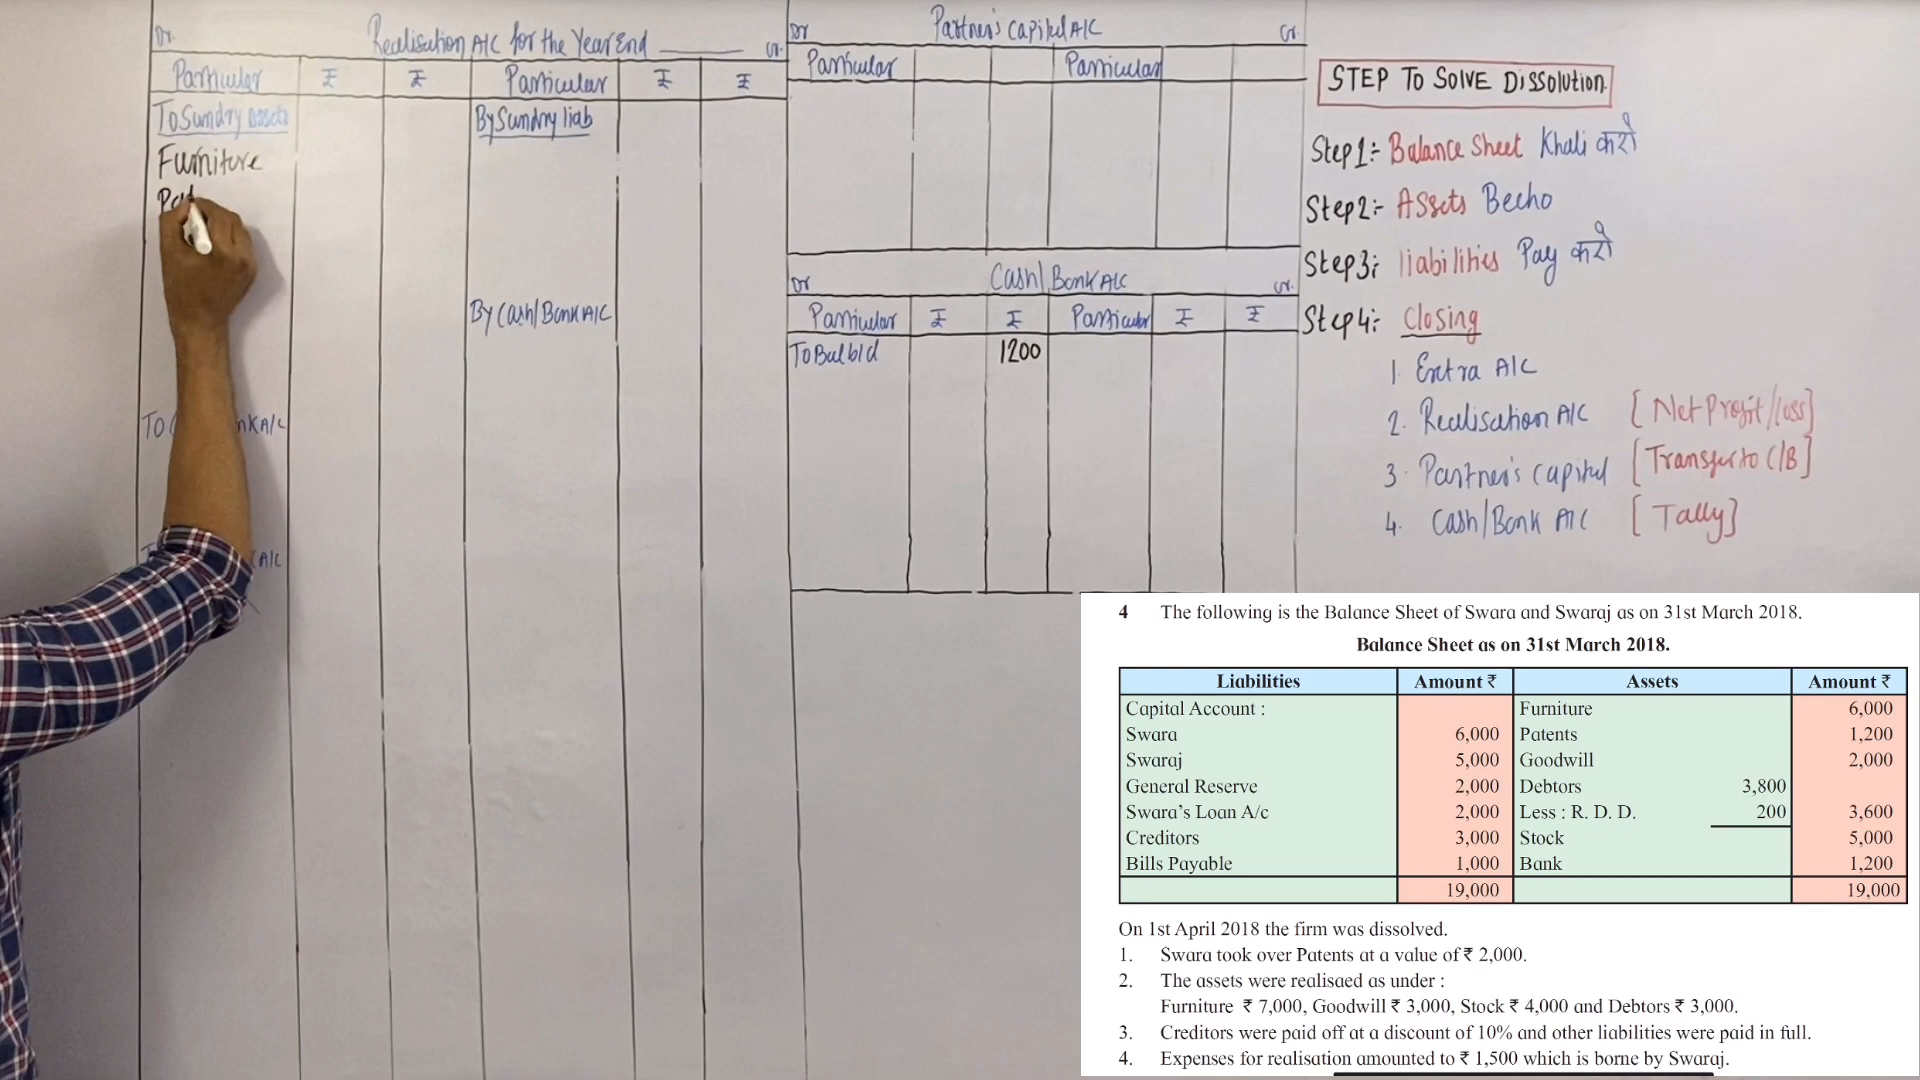 Dr. Realisation A/C for the Year End ______ Cr.
Particular ₹ ₹ Particular ₹ ₹
To Sundry assets By Sundry liab
Furniture
Pat
By Cash/Bank A/C
To nk A/c
A/C
Dr Partner's Capital A/C Cr.
Particular Particular
Dr Cash/Bank A/C Cr.
Particular ₹ ₹ Particular ₹ ₹
To Bal b/d 1200
STEP TO SOLVE Dissolution.
Step1:- Balance Sheet Khali करो
Step2:- Assets Becho
Step3:- liabilities Pay करो
Step4:- Closing
1. Extra A/C
2. Realisation A/C [Net Profit/loss]
3. Partner's Capital [Transfer to C/B]
4. Cash/Bank A/C [Tally]
4 The following is the Balance Sheet of Swara and Swaraj as on 31st March 2018.
Balance Sheet as on 31st March 2018.
Liabilities Amount ₹ Assets Amount ₹
Capital Account : Furniture 6,000
Swara 6,000 Patents 1,200
Swaraj 5,000 Goodwill 2,000
General Reserve 2,000 Debtors 3,800
Swara's Loan A/c 2,000 Less : R. D. D. 200 3,600
Creditors 3,000 Stock 5,000
Bills Payable 1,000 Bank 1,200
19,000 19,000
On 1st April 2018 the firm was dissolved.
1. Swara took over Patents at a value of ₹ 2,000.
2. The assets were realisaed as under :
Furniture ₹ 7,000, Goodwill ₹ 3,000, Stock ₹ 4,000 and Debtors ₹ 3,000.
3. Creditors were paid off at a discount of 10% and other liabilities were paid in full.
4. Expenses for realisation amounted to ₹ 1,500 which is borne by Swaraj.